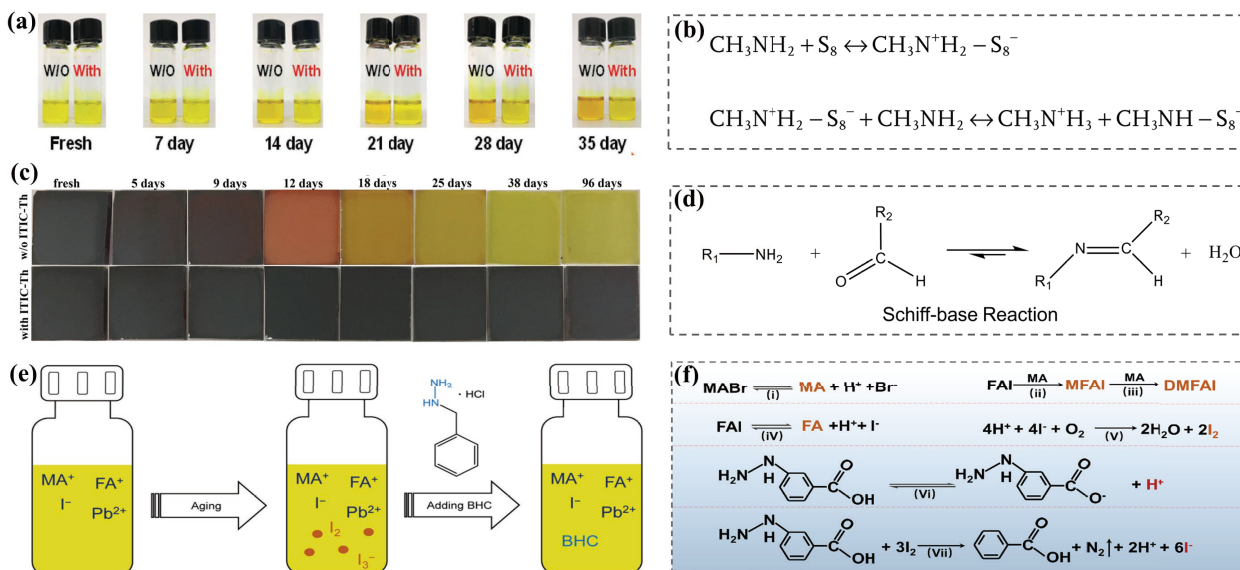 (a)
W/O With W/O With W/O With W/O With W/O With W/O With
Fresh 7 day 14 day 21 day 28 day 35 day
(b)
CH₃NH₂ + S₈ ↔ CH₃N⁺H₂ – S₈⁻
CH₃N⁺H₂ – S₈⁻ + CH₃NH₂ ↔ CH₃N⁺H₃ + CH₃NH – S₈⁻
(c)
fresh 5 days 9 days 12 days 18 days 25 days 38 days 96 days
w/o ITIC-Th
with ITIC-Th
(d)
R₁ NH₂ + O R₂ H N R₁ R₂ H + H₂O
Schiff-base Reaction
(e)
MA⁺ FA⁺
I⁻ Pb²⁺
Aging
MA⁺ FA⁺
I⁻ Pb²⁺
I₂
I₃⁻
NH₂
HN · HCl
Adding BHC
MA⁺ FA⁺
I⁻ Pb²⁺
BHC
(f)
MABr (i) MA + H⁺ +Br⁻
FAI MA (ii) MFAI MA (iii) DMFAI
FAI (iV) FA +H⁺+ I⁻
4H⁺+ 4I⁻+ O₂ (V) 2H₂O + 2I₂
H₂N N H O OH (Vi) H₂N N H O O⁻ + H⁺
H₂N N H O OH + 3I₂ (Vii) O OH + N₂↑ + 2H⁺ + 6I⁻